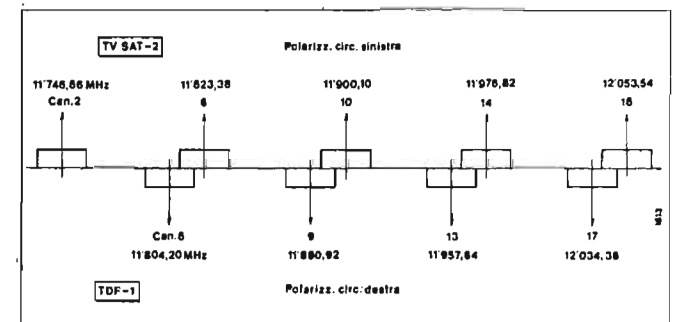 TV SAT-2 Polarizz. circ. sinistra
11'746,66 MHz 11'823,38 11'900,10 11'976,82 12'053,54
Can.2 6 10 14 18
Can.5 9 13 17
11'804,20 MHz 11'880,92 11'957,64 12'034,36
TDF-1 Polarizz. circ. destra